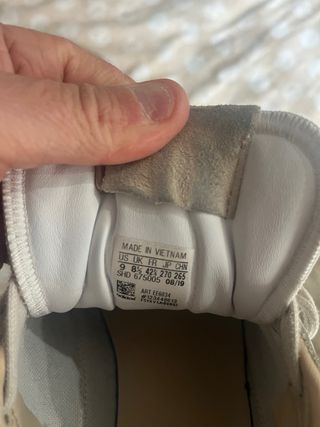 MADE IN VIETNAM
US UK FR JP CHN
9 8½ 42⅔ 270 265
SHD 675005 08/19
ART EE6834